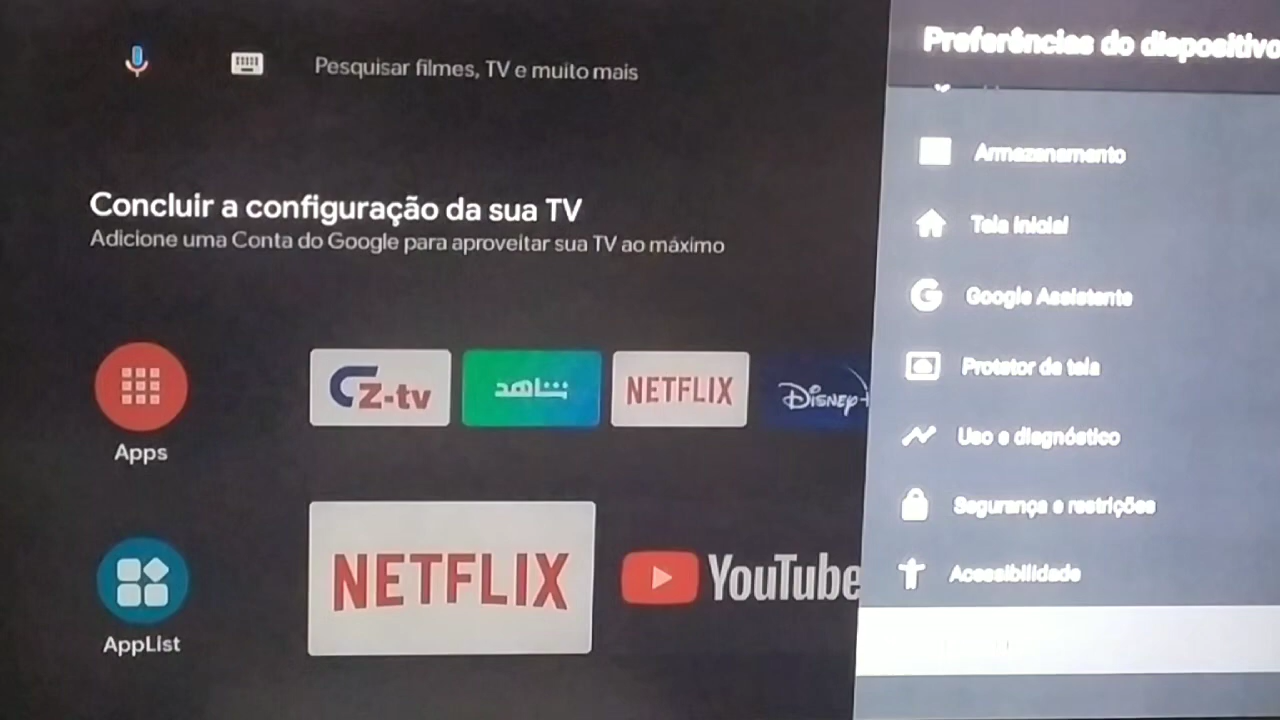 Pesquisar filmes, TV e muito mais
Concluir a configuração da sua TV
Adicione uma Conta do Google para aproveitar sua TV ao máximo
Apps
CZ-tv
شاهد
NETFLIX
DISNEY+
AppList
NETFLIX
YouTube
Preferências do dispositivo
Armazenamento
Tela inicial
Google Assistente
Protetor de tela
Uso e diagnóstico
Segurança e restrições
Acessibilidade